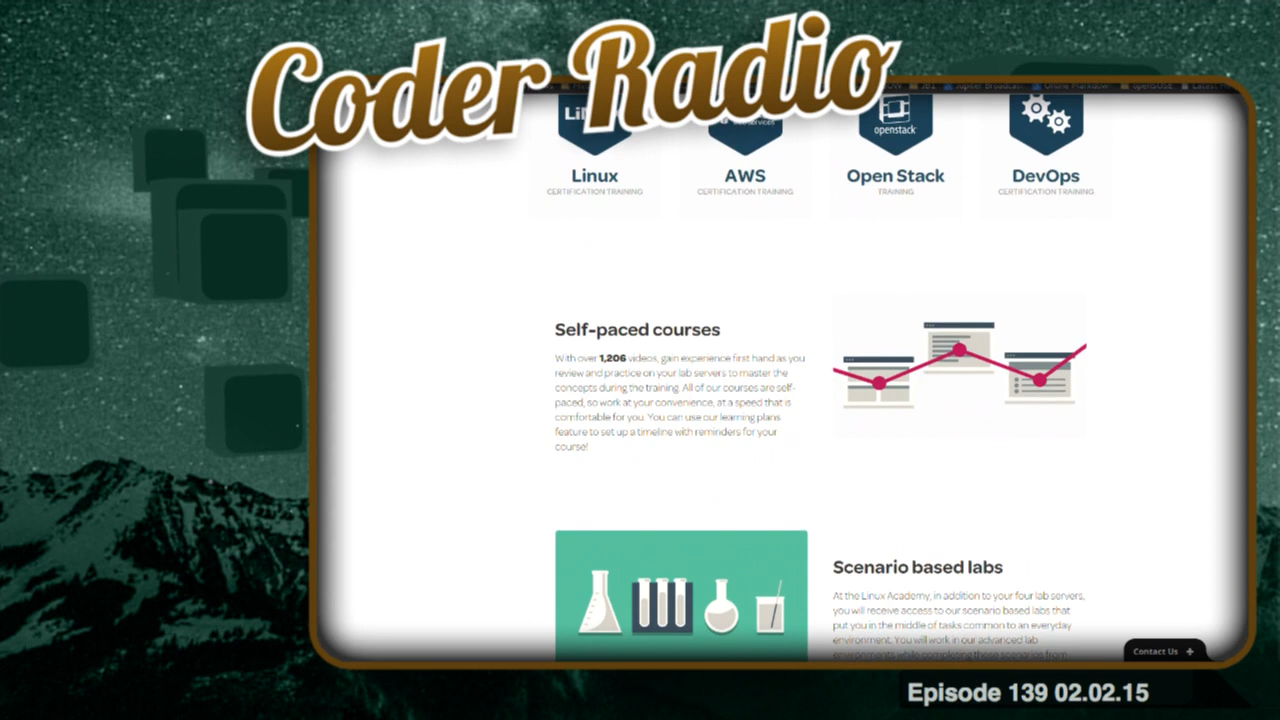 Coder Radio
openstack
Linux
AWS
Open Stack
DevOps
CERTIFICATION TRAINING
CERTIFICATION TRAINING
TRAINING
CERTIFICATION TRAINING
Self-paced courses
With over 1,206 videos, gain experience first hand as you
review and practice on your lab servers to master the
concepts during the training. All of our courses are self-
paced, so work at your convenience, at a speed that is
comfortable for you. You can use our learning plans
feature to set up a timeline with reminders for your
course!
Scenario based labs
At the Linux Academy, in addition to your four lab servers,
you will receive access to our scenario based labs that
put you in the middle of tasks common to an everyday
environment. You will work in our advanced lab
environments while completing these scenarios from
Contact Us +
Episode 139 02.02.15